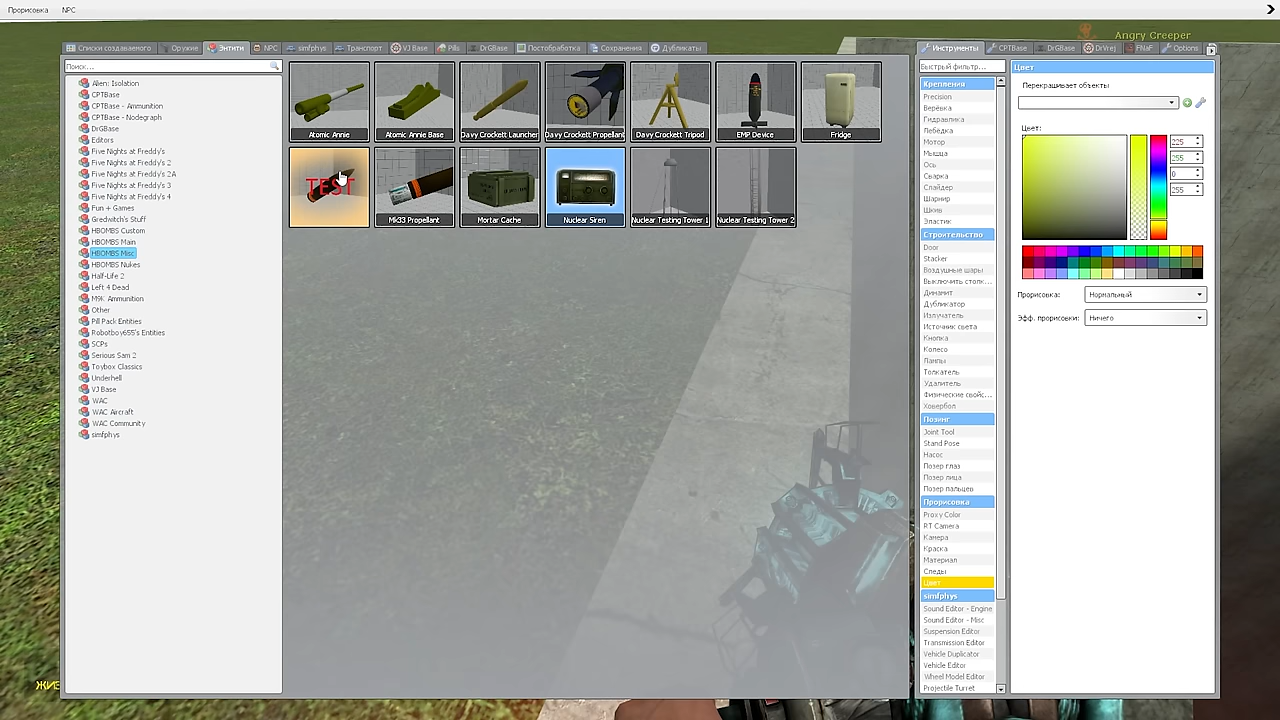 Прорисовка NPC
Angry Creeper
Списки создаваемого Оружие Энтити NPC simfphys Транспорт VJ Base Pills DrGBase Постобработка Сохранения Дубликаты
Поиск...
Alien: Isolation
CPTBase
CPTBase - Ammunition
CPTBase - Nodegraph
DrGBase
Editors
Five Nights at Freddy's
Five Nights at Freddy's 2
Five Nights at Freddy's 2A
Five Nights at Freddy's 3
Five Nights at Freddy's 4
Fun + Games
Gredwitch's Stuff
HBOMBS Custom
HBOMBS Main
HBOMBS Misc
HBOMBS Nukes
Half-Life 2
Left 4 Dead
M9K Ammunition
Other
Pill Pack Entities
Robotboy655's Entities
SCPs
Serious Sam 2
Toybox Classics
Underhell
VJ Base
WAC
WAC Aircraft
WAC Community
simfphys
Atomic Annie Atomic Annie Base Davy Crockett Launcher Davy Crockett Propellant Davy Crockett Tripod EMP Device Fridge
TEST
Mk33 Propellant Mortar Cache Nuclear Siren Nuclear Testing Tower 1 Nuclear Testing Tower 2
Инструменты CPTBase DrGBase DrVrej FNaF Options
Быстрый фильтр...
Крепления
Precision
Верёвка
Гидравлика
Лебёдка
Мотор
Мышца
Ось
Сварка
Слайдер
Шарнир
Шкив
Эластик
Строительство
Door
Stacker
Воздушные шары
Выключить столк...
Динамит
Дубликатор
Излучатель
Источник света
Кнопка
Колесо
Лампы
Толкатель
Удалитель
Физические свойс...
Ховербол
Позинг
Joint Tool
Stand Pose
Насос
Позер глаз
Позер лица
Позер пальцев
Прорисовка
Proxy Color
RT Camera
Камера
Краска
Материал
Следы
Цвет
simfphys
Sound Editor - Engine
Sound Editor - Misc
Suspension Editor
Transmission Editor
Vehicle Duplicator
Vehicle Editor
Wheel Model Editor
Projectile Turret
Цвет
Перекрашивает объекты
Цвет:
225
255
0
255
Прорисовка: Нормальный
Эфф. прорисовки: Ничего